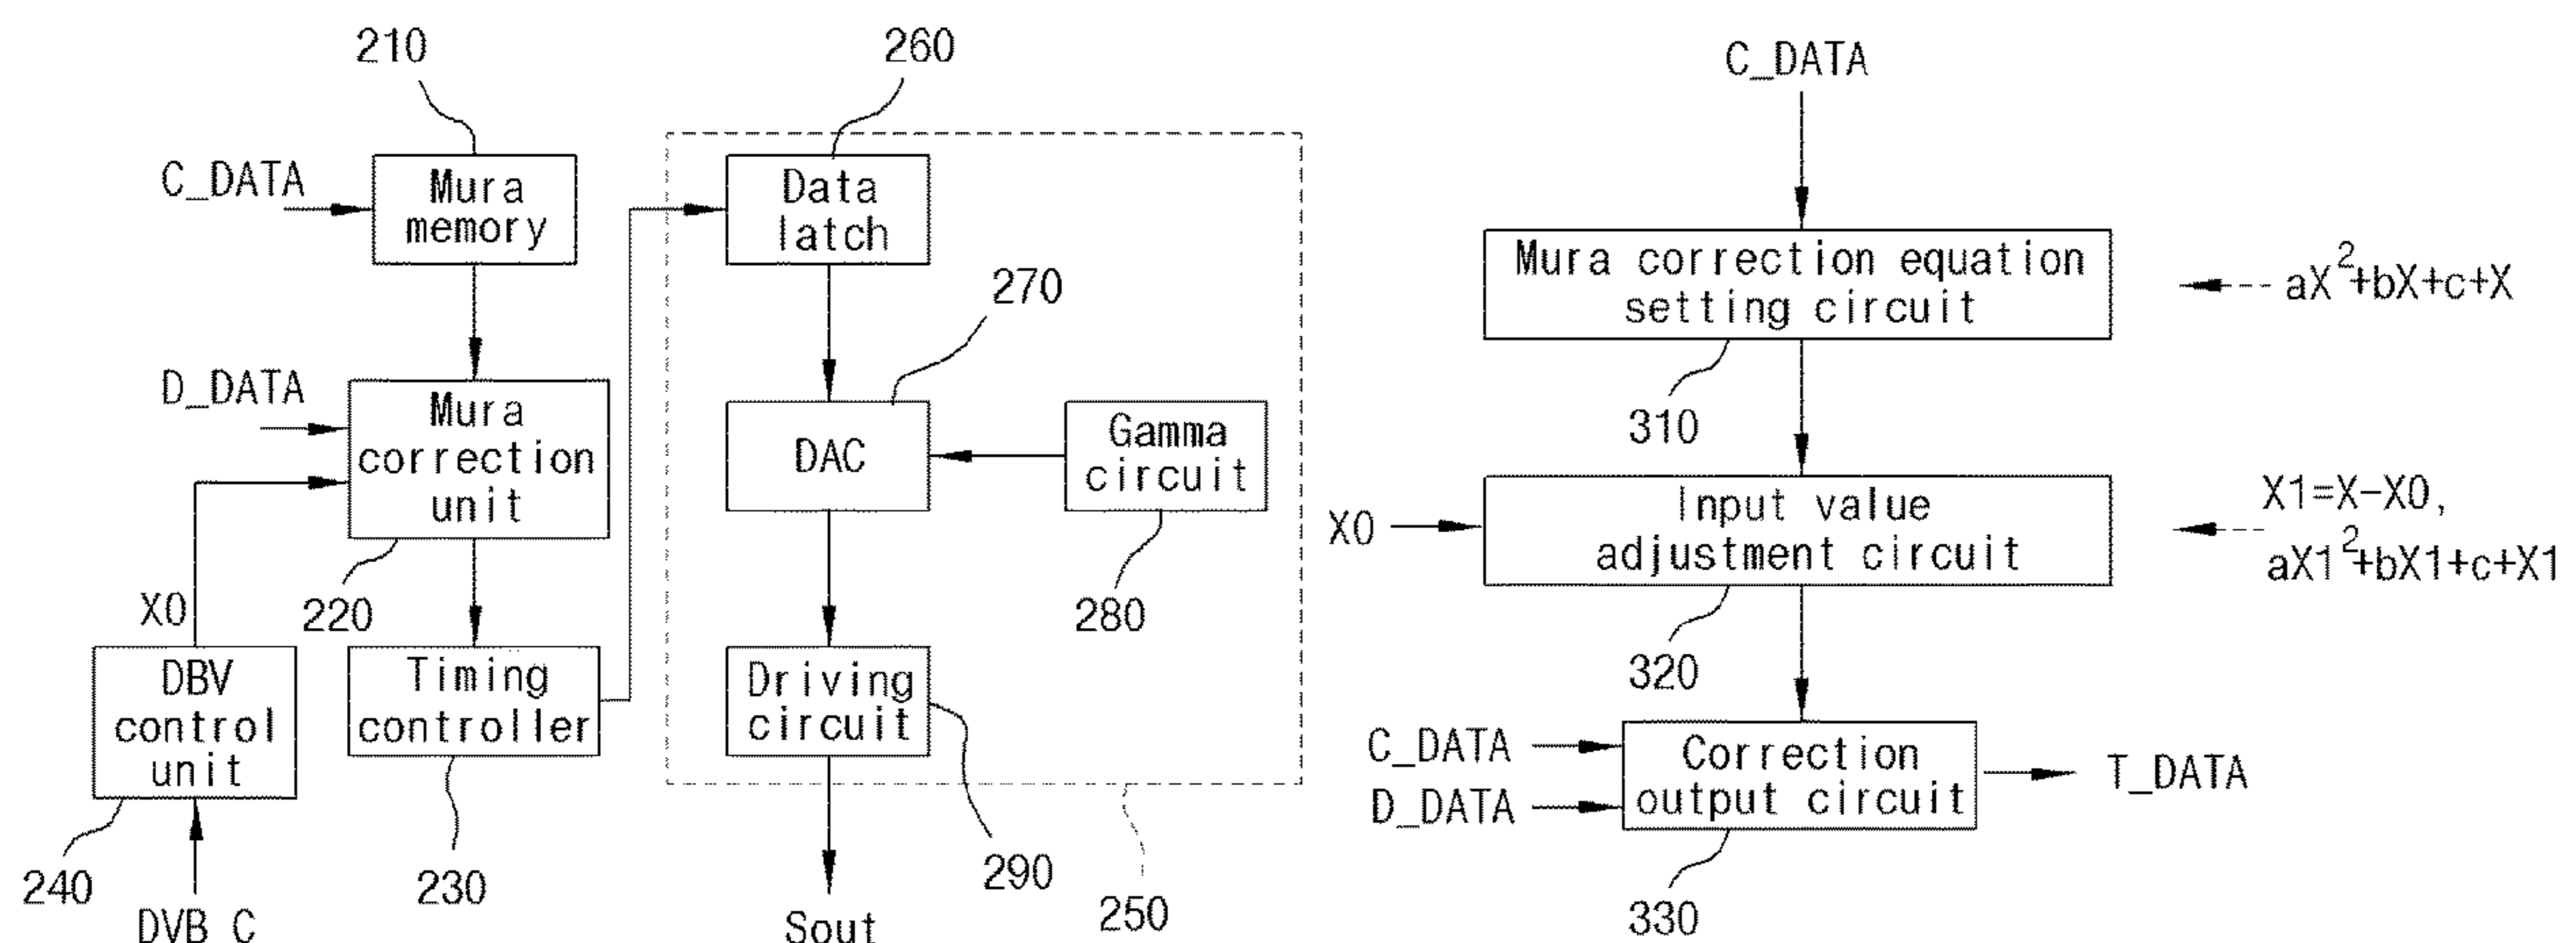 210
C_DATA
Mura
memory
D_DATA
Mura
correction
unit
220
X0
Timing
controller
230
DBV
control
unit
240
DVB_C
260
Data
latch
270
DAC
Gamma
circuit
280
Driving
circuit
290
250
Sout
C_DATA
Mura correction equation
setting circuit
aX²+bX+c+X
310
X0
Input value
adjustment circuit
X1=X-X0,
aX1²+bX1+c+X1
320
C_DATA
D_DATA
Correction
output circuit
T_DATA
330